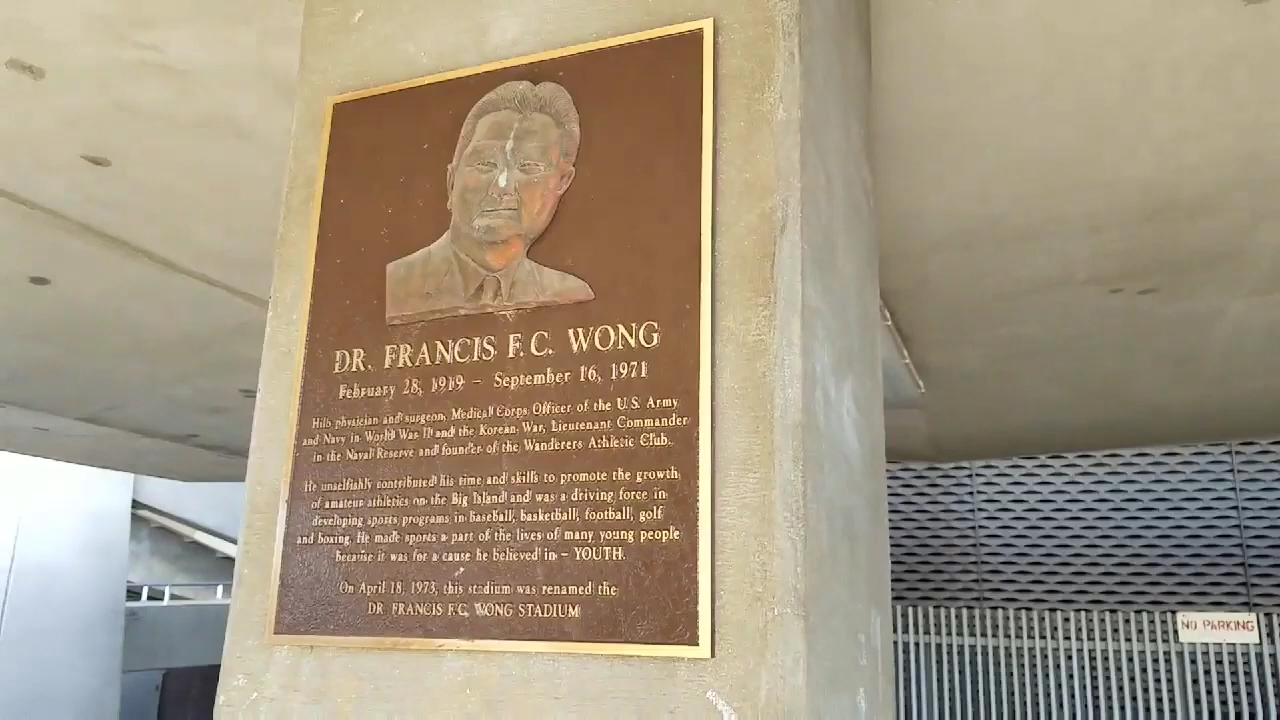 DR. FRANCIS F.C. WONG
February 28, 1919 – September 16, 1971
Hilo physician and surgeon, Medical Corps Officer of the U.S. Army
and Navy in World War II and the Korean War, Lieutenant Commander
in the Naval Reserve and founder of the Wanderers Athletic Club.
He unselfishly contributed his time and skills to promote the growth
of amateur athletics on the Big Island and was a driving force in
developing sports programs in baseball, basketball, football, golf
and boxing. He made sports a part of the lives of many young people
because it was for a cause he believed in – YOUTH.
On April 18, 1973, this stadium was renamed the
DR. FRANCIS F.C. WONG STADIUM
NO PARKING